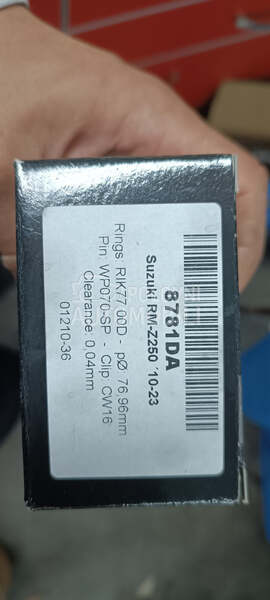 8781DA
Suzuki RM-Z250 '10-23
Rings: RIK77.00D - pØ: 76,96mm
Pin: WP070-SP - Clip: CW16
Clearance: 0,04mm
01210-36